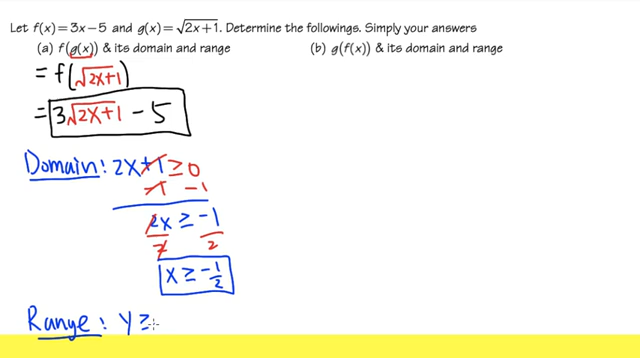 Let f(x)=3x−5 and g(x)=√(2x+1). Determine the followings. Simply your answers
(a) f(g(x)) & its domain and range
(b) g(f(x)) & its domain and range
= f(√(2x+1))
= 3√(2x+1) − 5
Domain: 2x+1 ≥ 0
−1 −1
2x ≥ −1
2 2
x ≥ −1/2
Range: y ≥